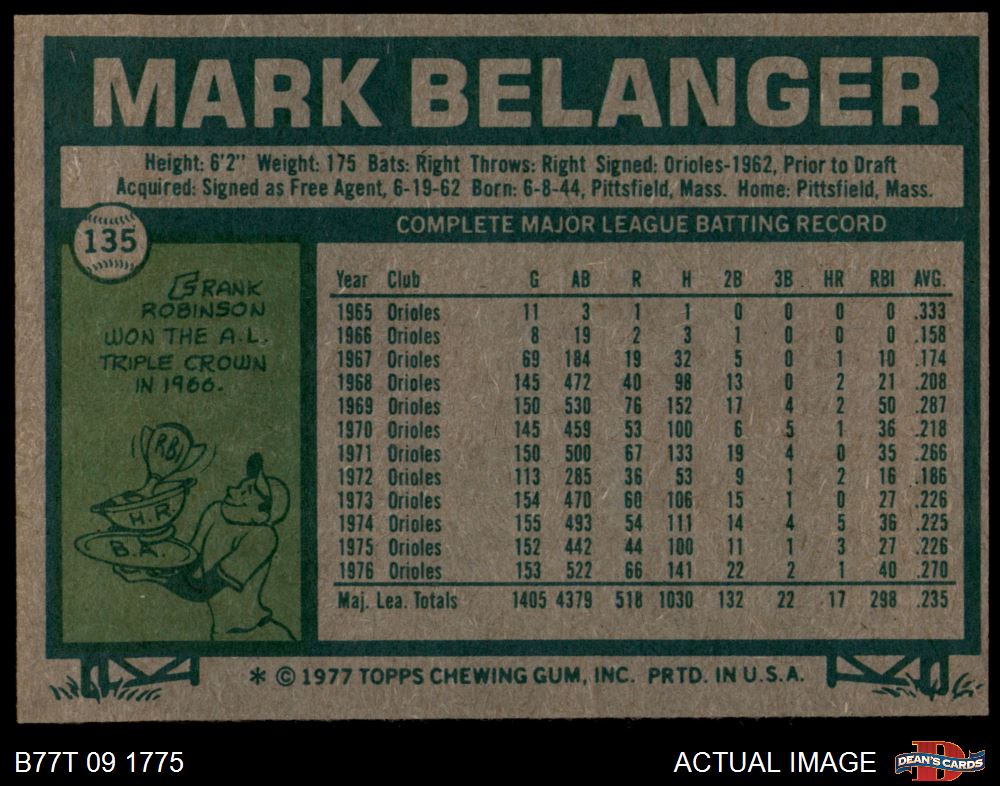 MARK BELANGER
Height: 6'2" Weight: 175 Bats: Right Throws: Right Signed: Orioles-1962, Prior to Draft
Acquired: Signed as Free Agent, 6-19-62 Born: 6-8-44, Pittsfield, Mass. Home: Pittsfield, Mass.
135
COMPLETE MAJOR LEAGUE BATTING RECORD
FRANK
ROBINSON
WON THE A.L.
TRIPLE CROWN
IN 1966.
RBI
H.R.
B.A.
Year Club G AB R H 2B 3B HR RBI AVG.
1965 Orioles 11 3 1 1 0 0 0 0 .333
1966 Orioles 8 19 2 3 1 0 0 0 .158
1967 Orioles 69 184 19 32 5 0 1 10 .174
1968 Orioles 145 472 40 98 13 0 2 21 .208
1969 Orioles 150 530 76 152 17 4 2 50 .287
1970 Orioles 145 459 53 100 6 5 1 36 .218
1971 Orioles 150 500 67 133 19 4 0 35 .266
1972 Orioles 113 285 36 53 9 1 2 16 .186
1973 Orioles 154 470 60 106 15 1 0 27 .226
1974 Orioles 155 493 54 111 14 4 5 36 .225
1975 Orioles 152 442 44 100 11 1 3 27 .226
1976 Orioles 153 522 66 141 22 2 1 40 .270
Maj. Lea. Totals 1405 4379 518 1030 132 22 17 298 .235
* © 1977 TOPPS CHEWING GUM, INC. PRTD. IN U.S.A.
B77T 09 1775
ACTUAL IMAGE
D
DEAN'S CARDS